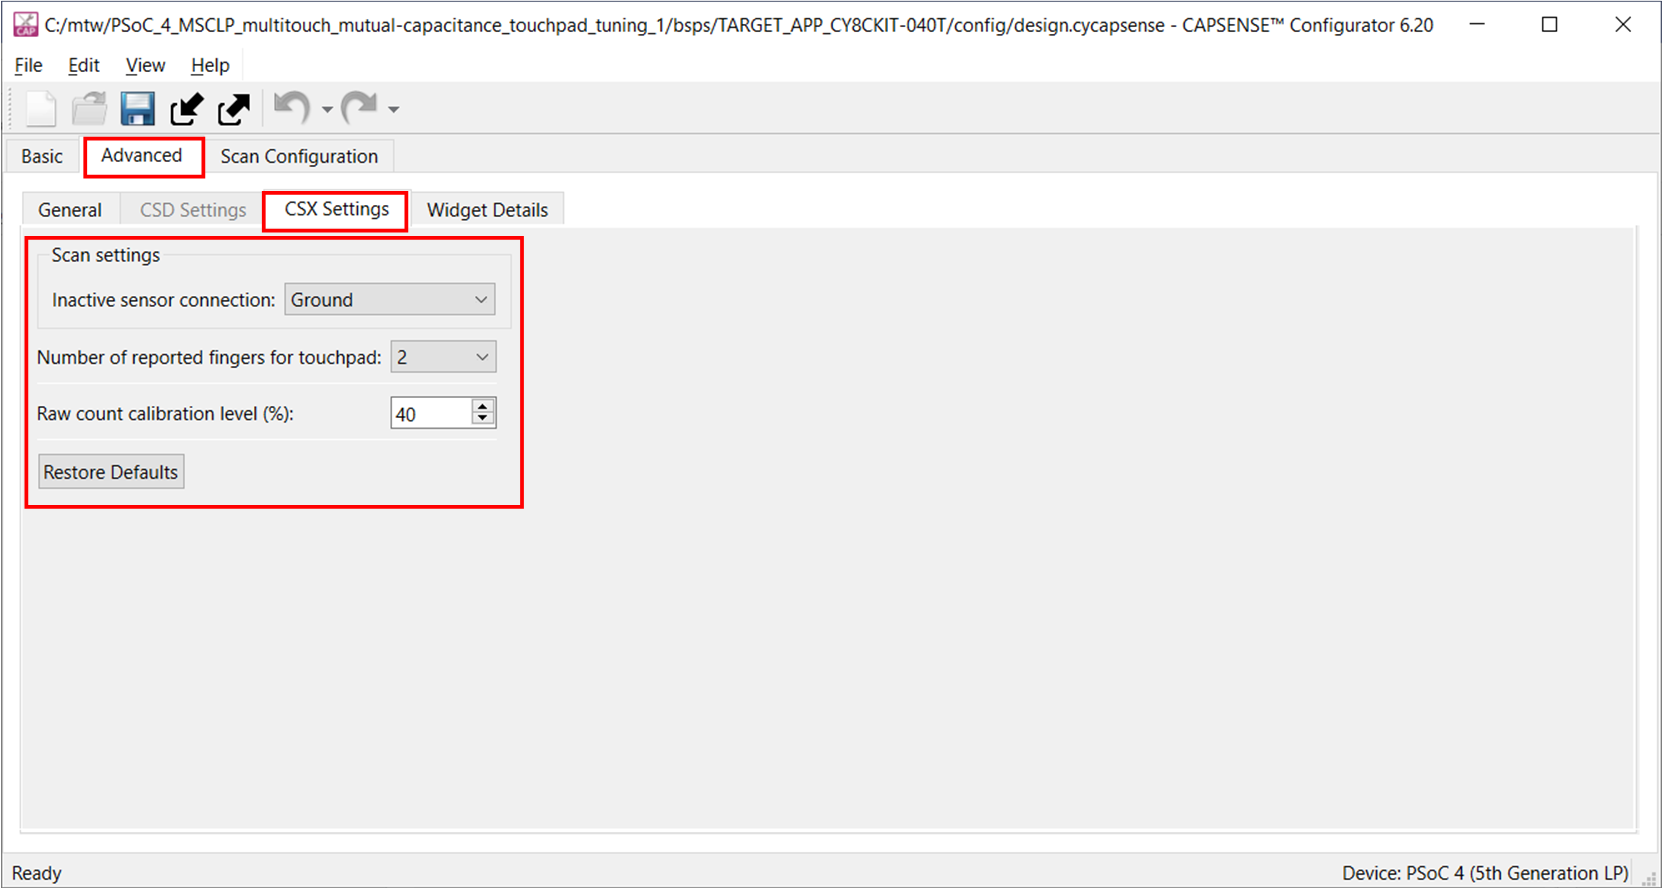 C:/mtw/PSoC_4_MSCLP_multitouch_mutual-capacitance_touchpad_tuning_1/bsps/TARGET_APP_CY8CKIT-040T/config/design.cycapsense - CAPSENSE™ Configurator 6.20
File Edit View Help
Basic Advanced Scan Configuration
General CSD Settings CSX Settings Widget Details
Scan settings
Inactive sensor connection: Ground
Number of reported fingers for touchpad: 2
Raw count calibration level (%): 40
Restore Defaults
Ready Device: PSoC 4 (5th Generation LP)